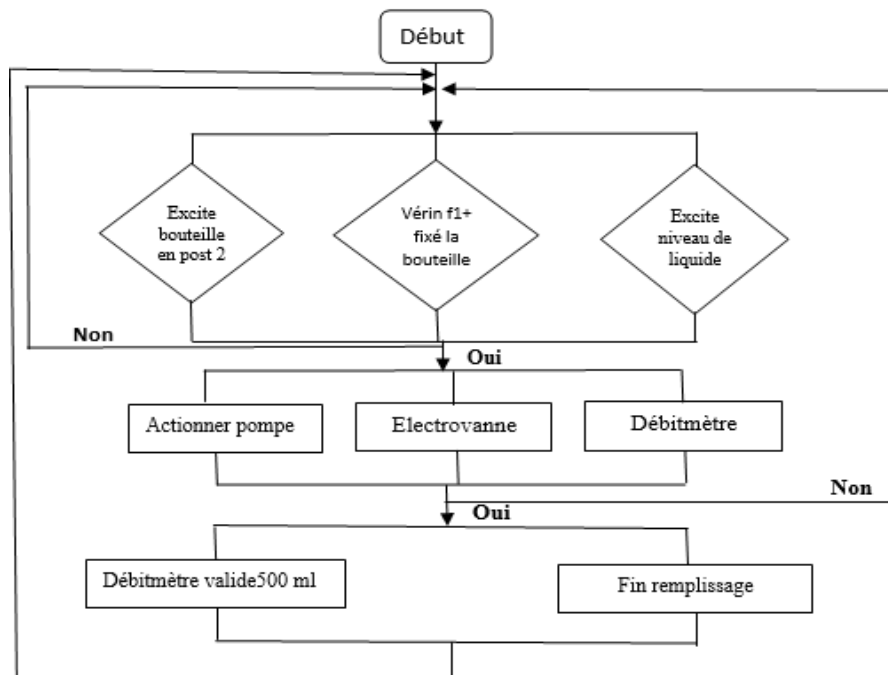 Début
Excite
bouteille
en post 2
Vérin f1+
fixé la
bouteille
Excite
niveau de
liquide
Non
Oui
Actionner pompe
Electrovanne
Débitmètre
Non
Oui
Débitmètre valide500 ml
Fin remplissage